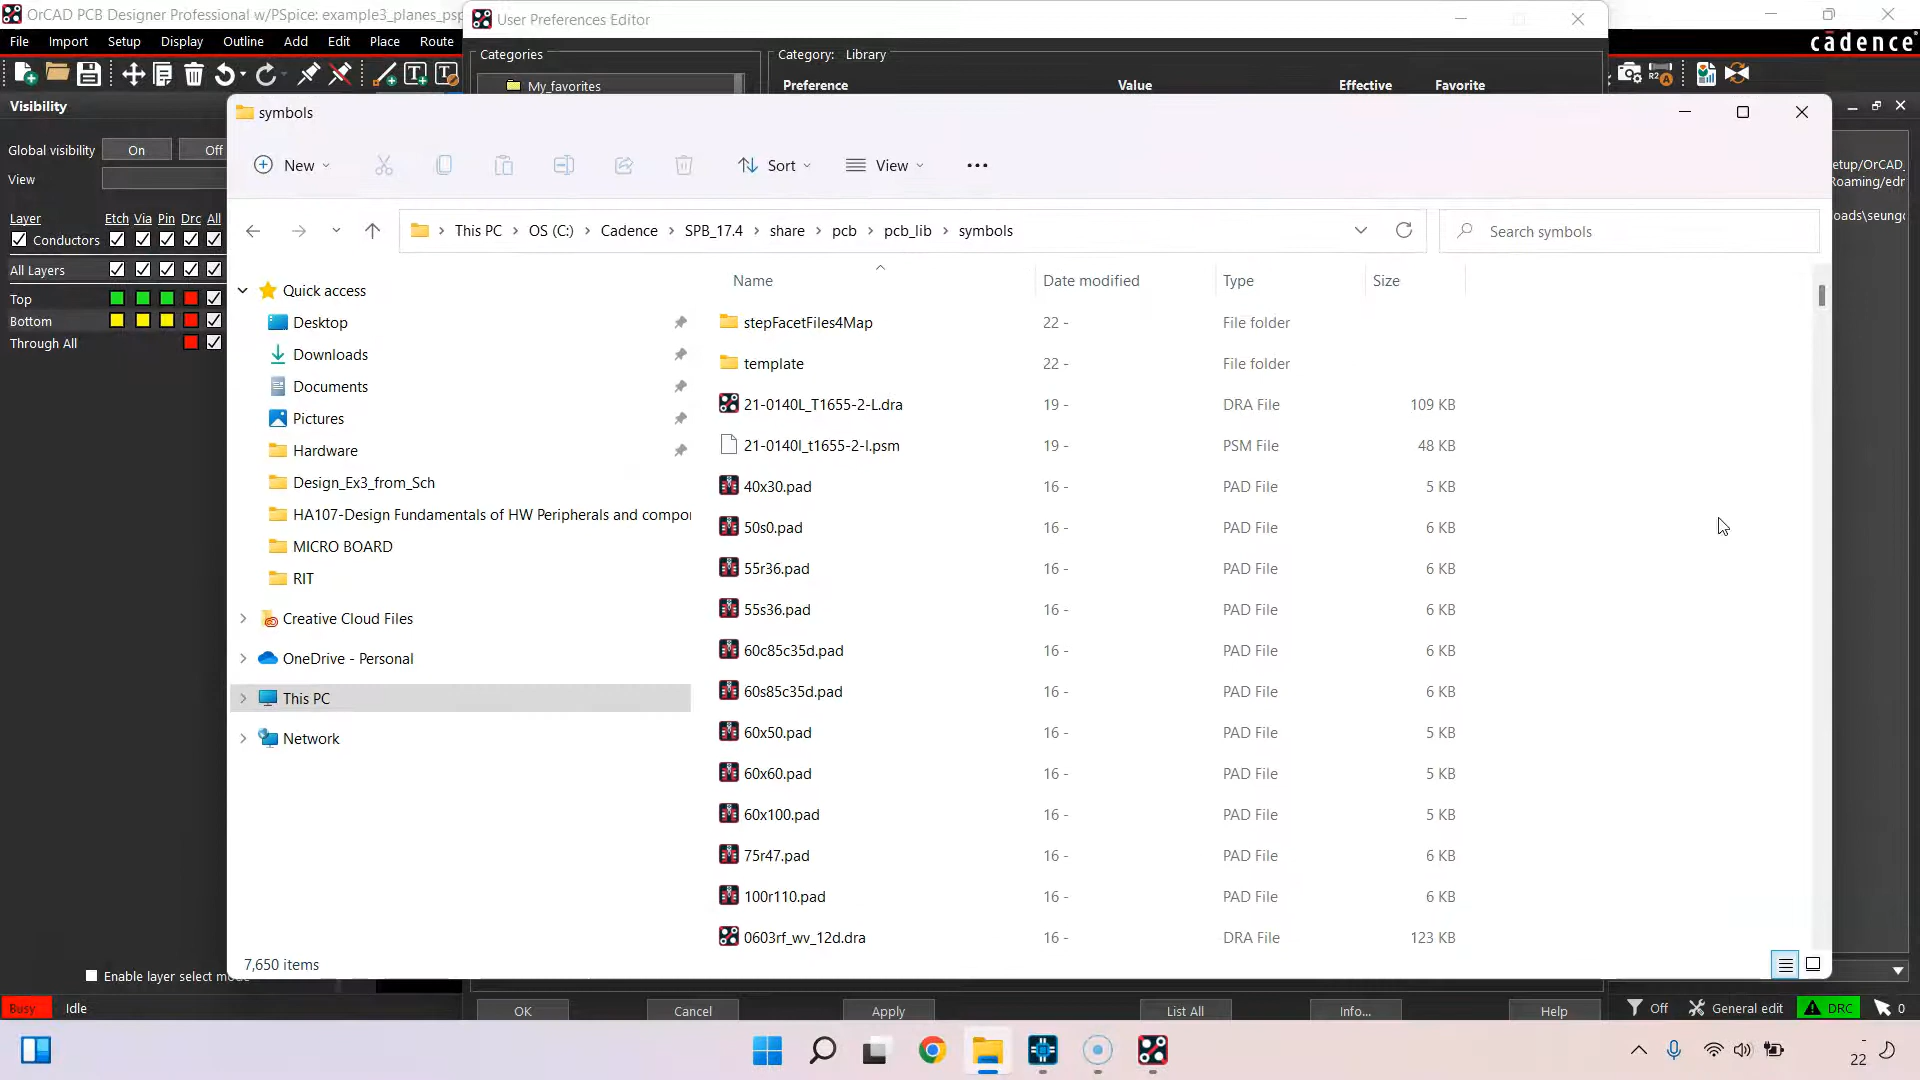 OrCAD PCB Designer Professional w/PSpice: example3_planes_psp
User Preferences Editor
File Import Setup Display Outline Add Edit Place Route
cādence
Categories
Category: Library
My_favorites
Preference Value Effective Favorite
Visibility
Global visibility On Off
View
Layer Etch Via Pin Drc All
Conductors
All Layers
Top
Bottom
Through All
Enable layer select mo
symbols
New Sort View
This PC OS (C:) Cadence SPB_17.4 share pcb pcb_lib symbols
Search symbols
Quick access
Desktop
Downloads
Documents
Pictures
Hardware
Design_Ex3_from_Sch
HA107-Design Fundamentals of HW Peripherals and compor
MICRO BOARD
RIT
Creative Cloud Files
OneDrive - Personal
This PC
Network
Name Date modified Type Size
stepFacetFiles4Map 22 - File folder
template 22 - File folder
21-0140L_T1655-2-L.dra 19 - DRA File 109 KB
21-0140l_t1655-2-l.psm 19 - PSM File 48 KB
40x30.pad 16 - PAD File 5 KB
50s0.pad 16 - PAD File 6 KB
55r36.pad 16 - PAD File 6 KB
55s36.pad 16 - PAD File 6 KB
60c85c35d.pad 16 - PAD File 6 KB
60s85c35d.pad 16 - PAD File 6 KB
60x50.pad 16 - PAD File 5 KB
60x60.pad 16 - PAD File 5 KB
60x100.pad 16 - PAD File 5 KB
75r47.pad 16 - PAD File 6 KB
100r110.pad 16 - PAD File 6 KB
0603rf_wv_12d.dra 16 - DRA File 123 KB
7,650 items
etup/OrCAD_
Roaming/edr
loads\seungo
OK Cancel Apply List All Info... Help
Busy Idle
Off General edit DRC 0
22